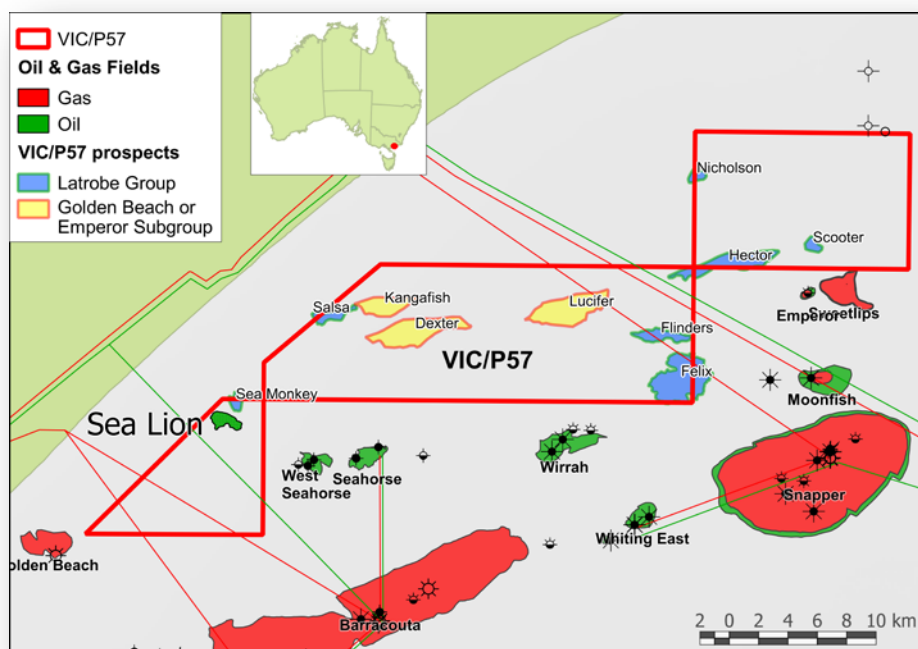 VIC/P57
Oil & Gas Fields
Gas
Oil
VIC/P57 prospects
Latrobe Group
Golden Beach or
Emperor Subgroup
Nicholson
Scooter
Hector
Kangafish
Lucifer
Salsa
Emperor
Sweetlips
Dexter
Flinders
VIC/P57
Felix
Sea Monkey
Moonfish
Sea Lion
West
Seahorse
Seahorse
Wirrah
Snapper
Whiting East
olden Beach
Barracouta
2 0 2 4 6 8 10 km